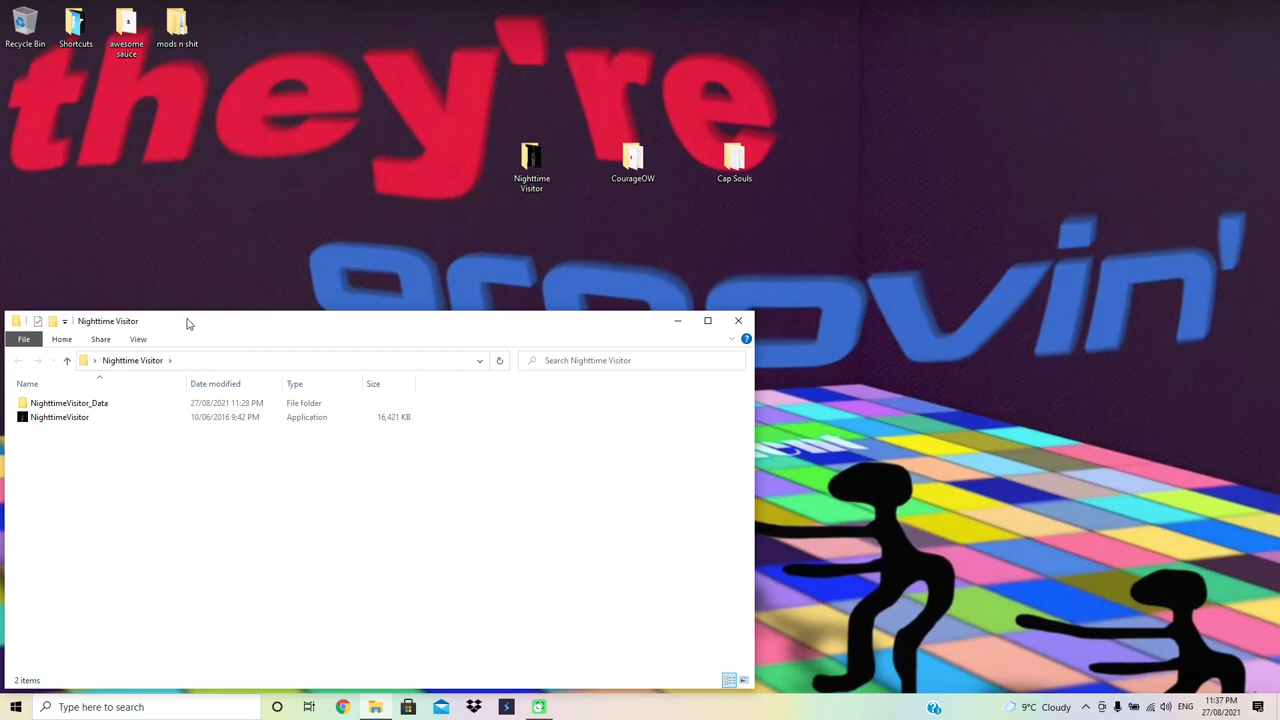 they're
groovin'
Recycle Bin
Shortcuts
awesome
sauce
mods n shit
Nighttime
Visitor
CourageOW
Cap Souls
Nighttime Visitor
File
Home
Share
View
Nighttime Visitor
Search Nighttime Visitor
Name
Date modified
Type
Size
NighttimeVisitor_Data
27/08/2021 11:28 PM
File folder
NighttimeVisitor
10/06/2016 9:42 PM
Application
16,421 KB
2 items
Type here to search
9°C Cloudy
ENG
11:37 PM
27/08/2021